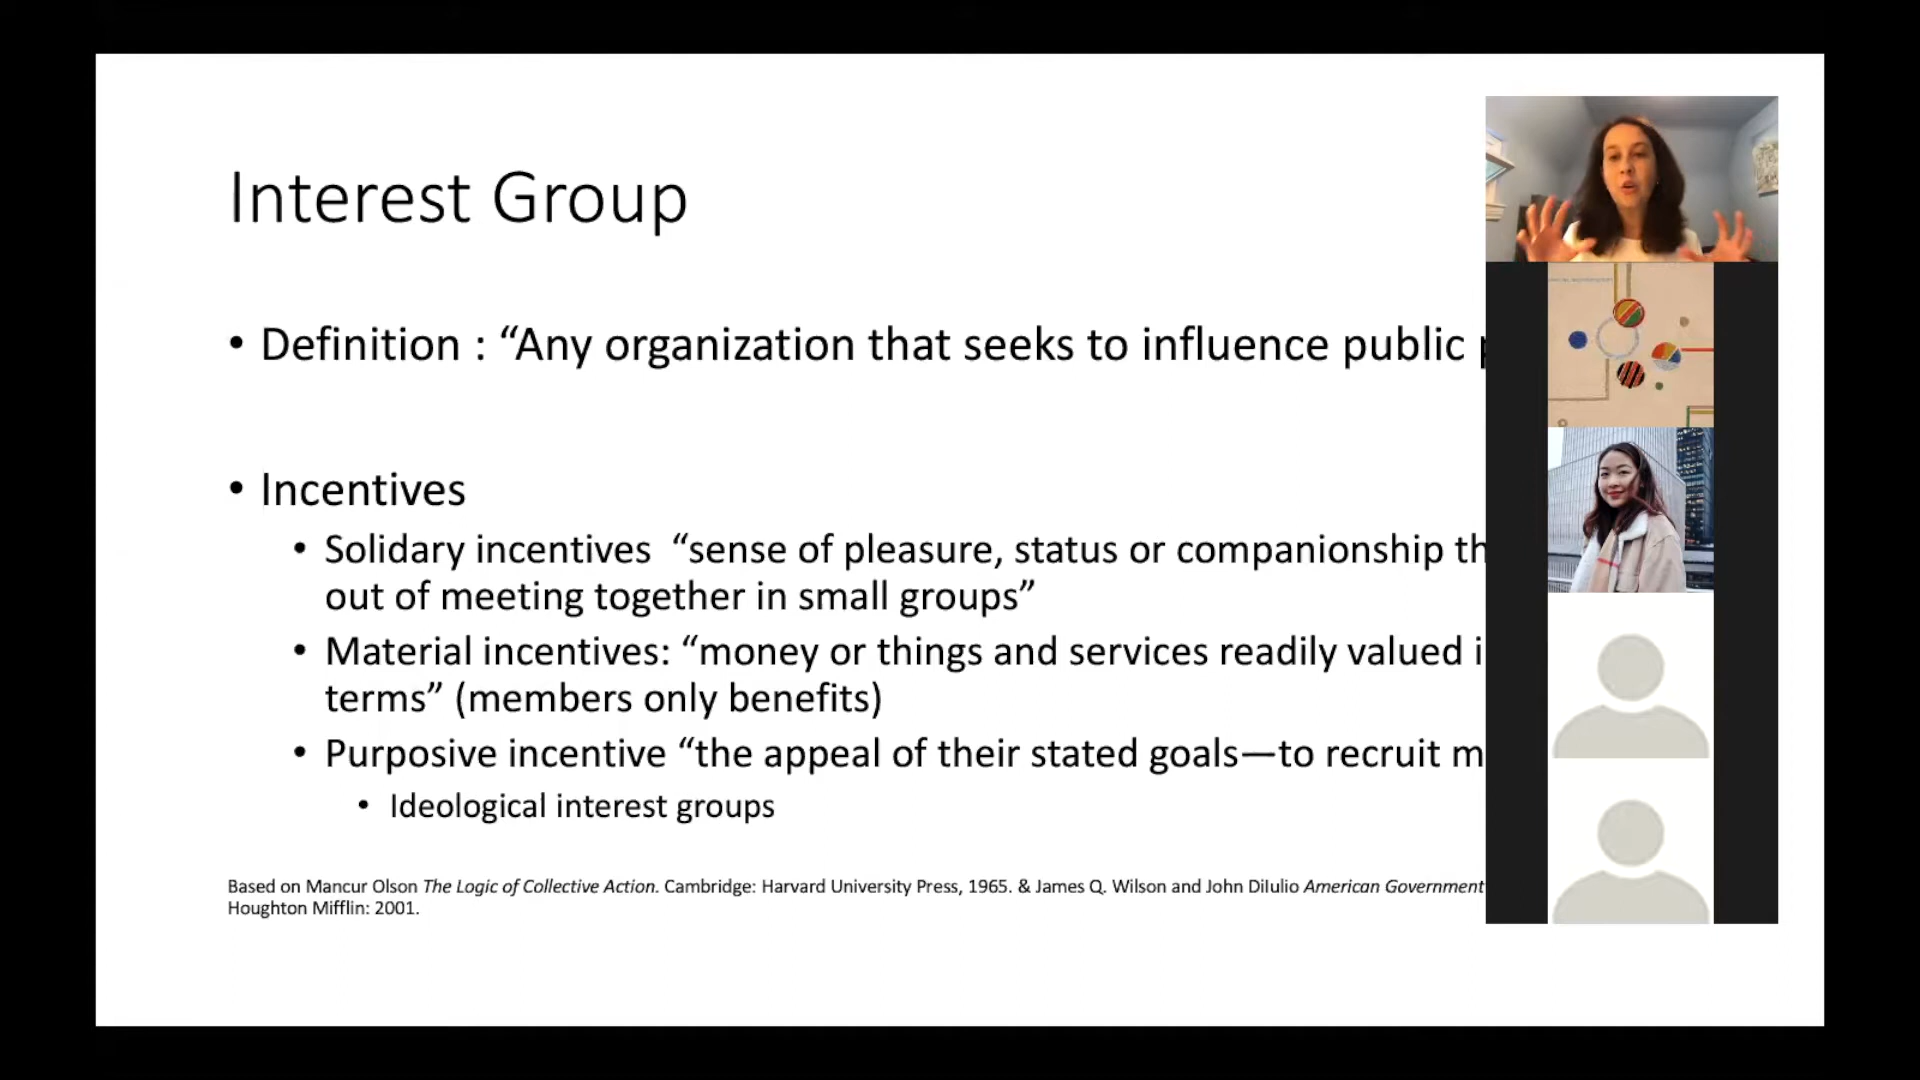 Interest Group
• Definition : “Any organization that seeks to influence public
• Incentives
• Solidary incentives “sense of pleasure, status or companionship
out of meeting together in small groups”
• Material incentives: “money or things and services readily valued
terms” (members only benefits)
• Purposive incentive “the appeal of their stated goals—to recruit
• Ideological interest groups
Based on Mancur Olson The Logic of Collective Action. Cambridge: Harvard University Press, 1965. & James Q. Wilson and John DiIulio American Government
Houghton Mifflin: 2001.